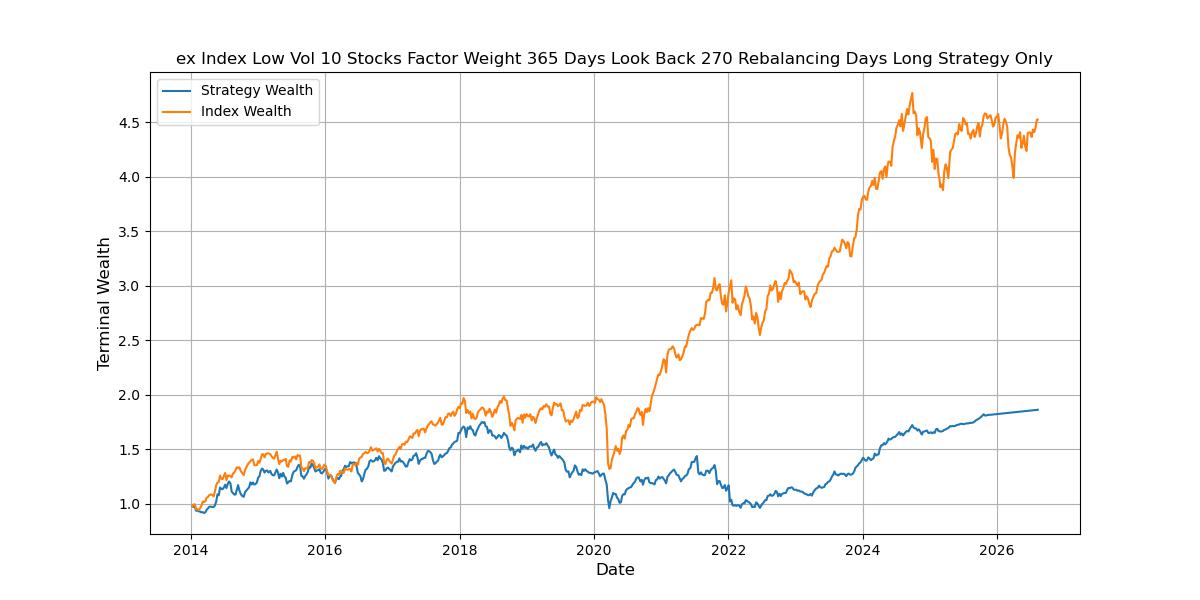 ex Index Low Vol 10 Stocks Factor Weight 365 Days Look Back 270 Rebalancing Days Long Strategy Only
Strategy Wealth
Index Wealth
4.5
4.0
3.5
3.0
2.5
2.0
1.5
1.0
Terminal Wealth
2014 2016 2018 2020 2022 2024 2026
Date